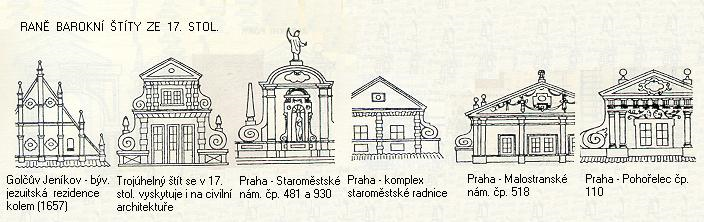 RANĚ BAROKNÍ ŠTÍTY ZE 17. STOL.
Golčův Jeníkov - býv.
jezuitská rezidence
kolem (1657)
Trojúhelný štít se v 17.
stol. vyskytuje i na civilní
architektuře
Praha - Staroměstské
nám. čp. 481 a 930
Praha - komplex
staroměstské radnice
Praha - Malostranské
nám. čp. 518
Praha - Pohořelec čp.
110